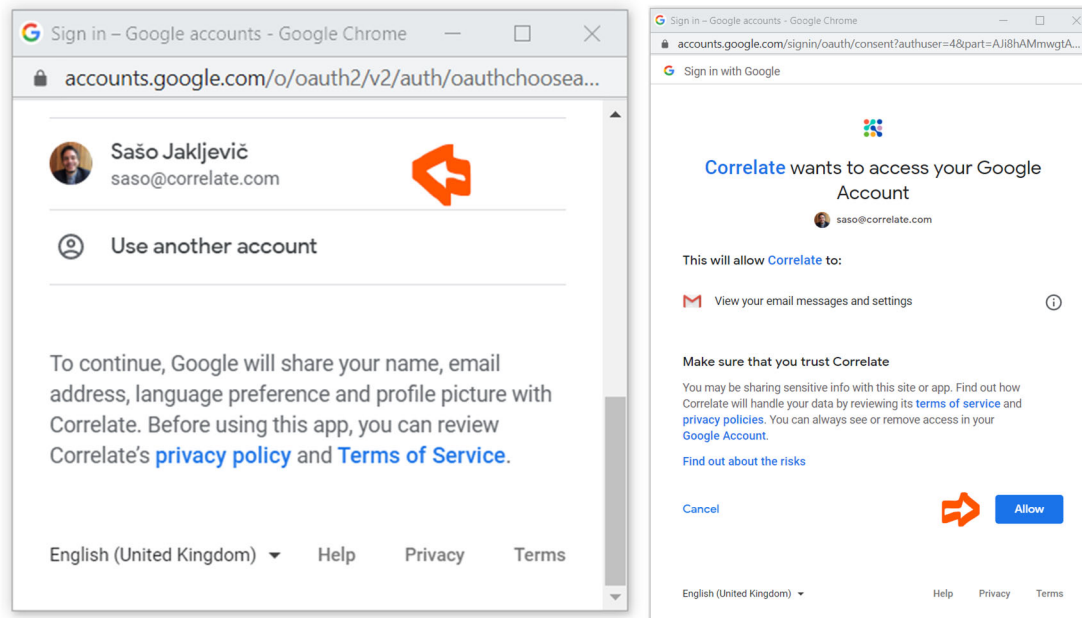 Sign in – Google accounts - Google Chrome
accounts.google.com/o/oauth2/v2/auth/oauthchoosea...
Sašo Jakljevič
saso@correlate.com
Use another account
To continue, Google will share your name, email
address, language preference and profile picture with
Correlate. Before using this app, you can review
Correlate's privacy policy and Terms of Service.
English (United Kingdom) Help Privacy Terms
Sign in – Google accounts - Google Chrome
accounts.google.com/signin/oauth/consent?authuser=4&part=AJi8hAMmwgtA...
Sign in with Google
Correlate wants to access your Google
Account
saso@correlate.com
This will allow Correlate to:
View your email messages and settings
Make sure that you trust Correlate
You may be sharing sensitive info with this site or app. Find out how
Correlate will handle your data by reviewing its terms of service and
privacy policies. You can always see or remove access in your
Google Account.
Find out about the risks
Cancel Allow
English (United Kingdom) Help Privacy Terms